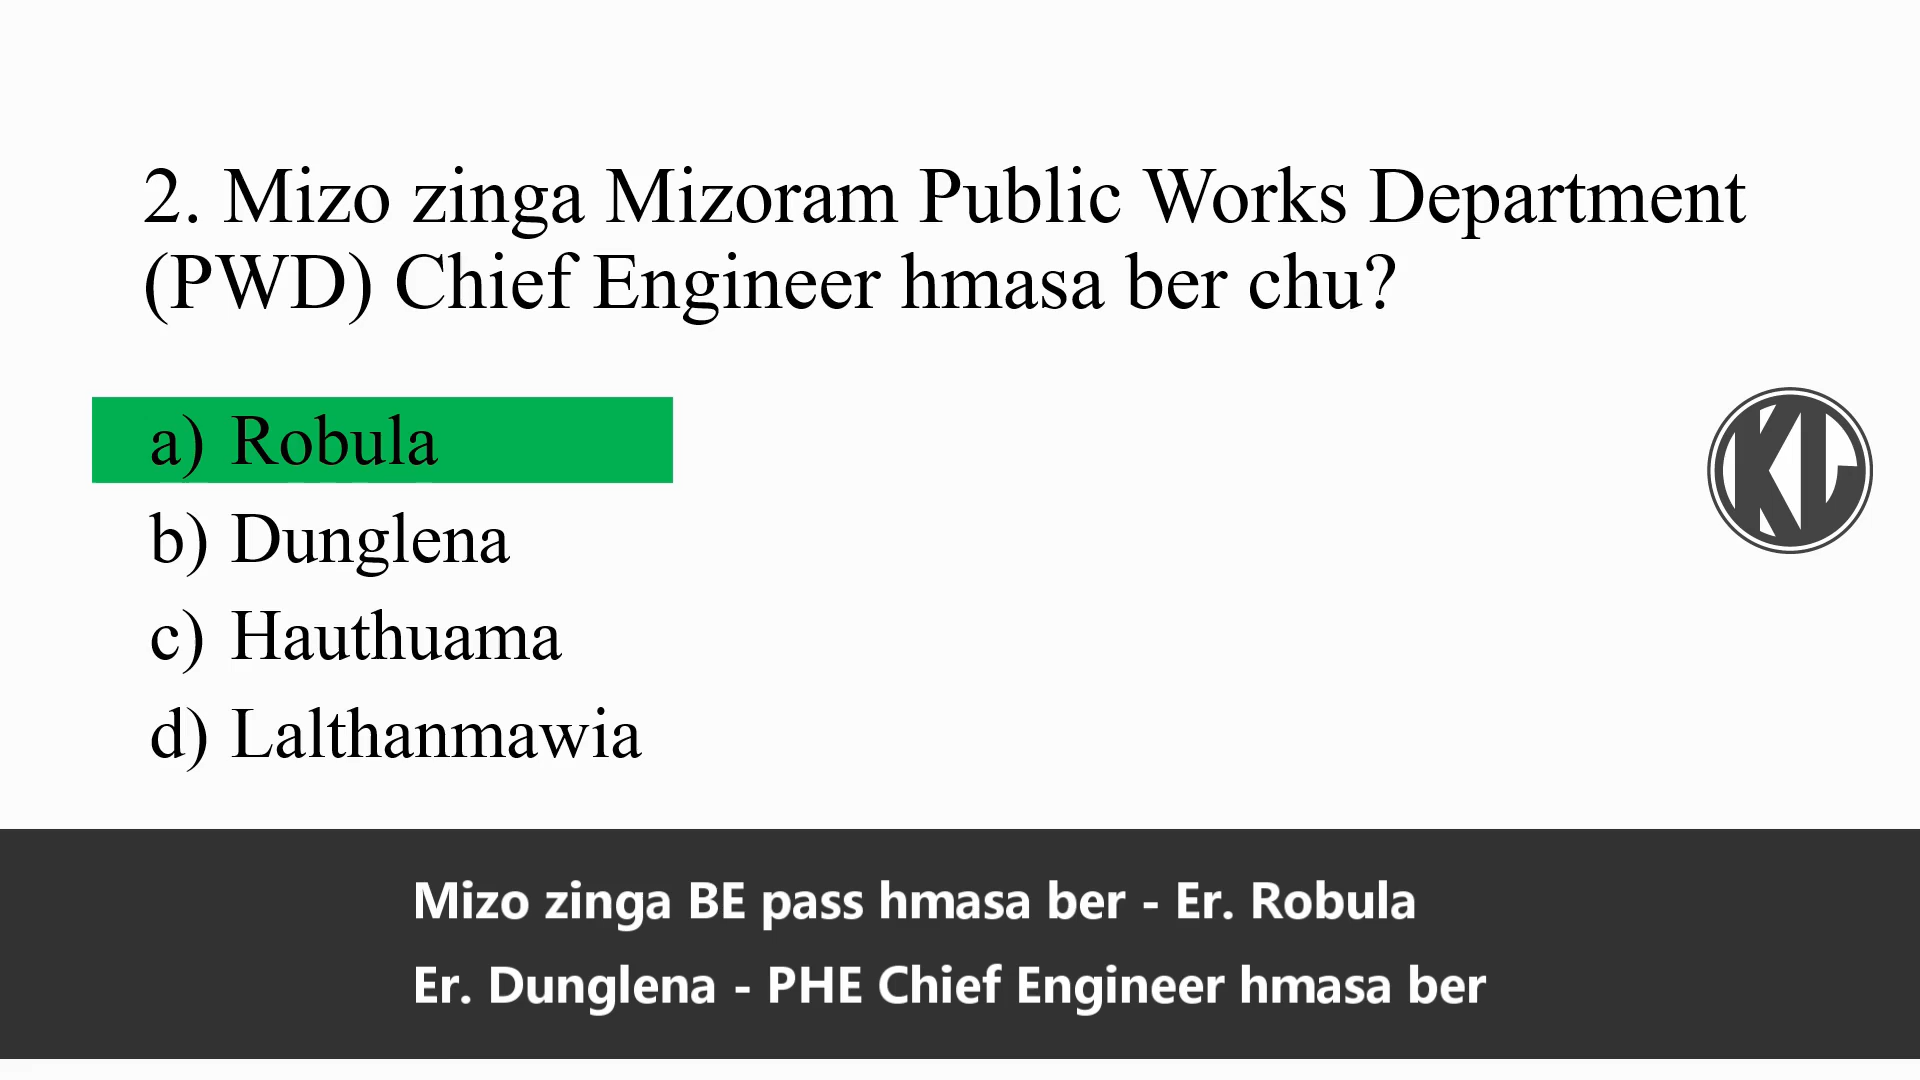 2. Mizo zinga Mizoram Public Works Department
(PWD) Chief Engineer hmasa ber chu?
a) Robula
b) Dunglena
c) Hauthuama
d) Lalthanmawia
KL
Mizo zinga BE pass hmasa ber - Er. Robula
Er. Dunglena - PHE Chief Engineer hmasa ber